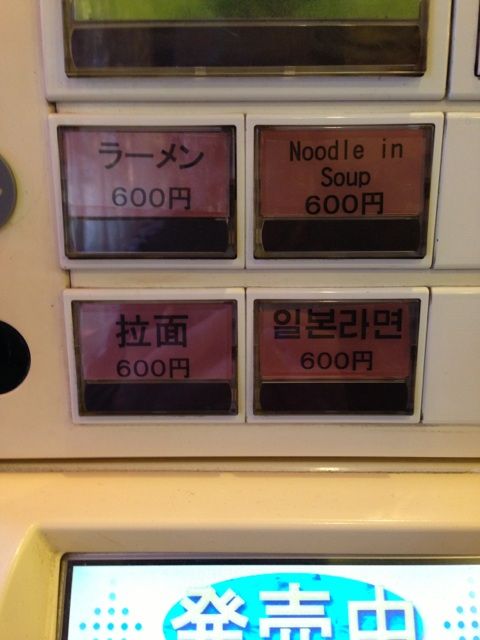 ラーメン
600円
Noodle in
Soup
600円
拉面
600円
일본라면
600円
発売中